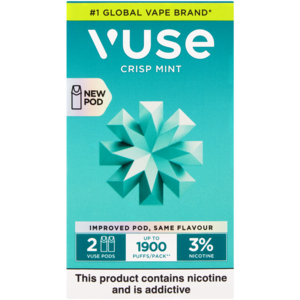 #1 GLOBAL VAPE BRAND*
VUSE
CRISP MINT
NEW
POD
IMPROVED POD, SAME FLAVOUR
2
VUSE PODS
UP TO
1900
PUFFS/PACK**
3%
NICOTINE
This product contains nicotine
and is addictive